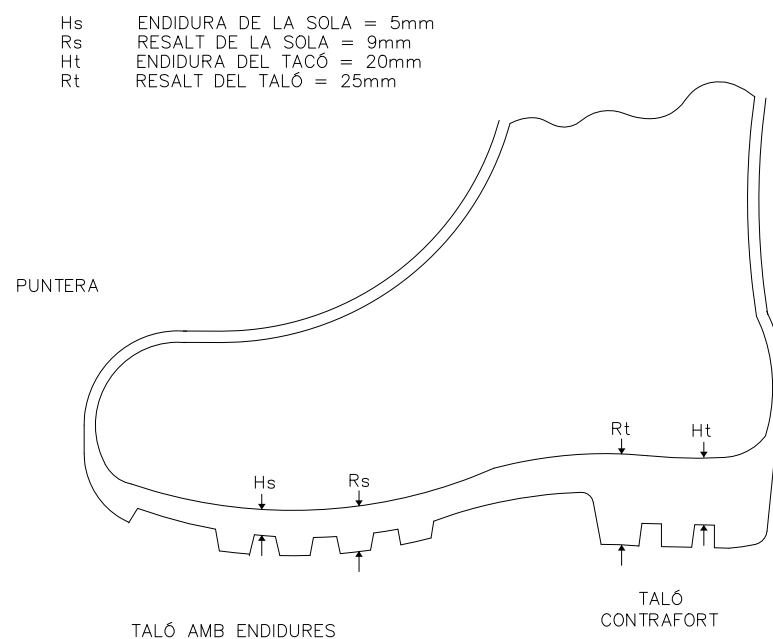 Hs ENDIDURA DE LA SOLA = 5mm
Rs RESALT DE LA SOLA = 9mm
Ht ENDIDURA DEL TACÓ = 20mm
Rt RESALT DEL TALÓ = 25mm
PUNTERA
Rt Ht
Hs Rs
TALÓ
CONTRAFORT
TALÓ AMB ENDIDURES